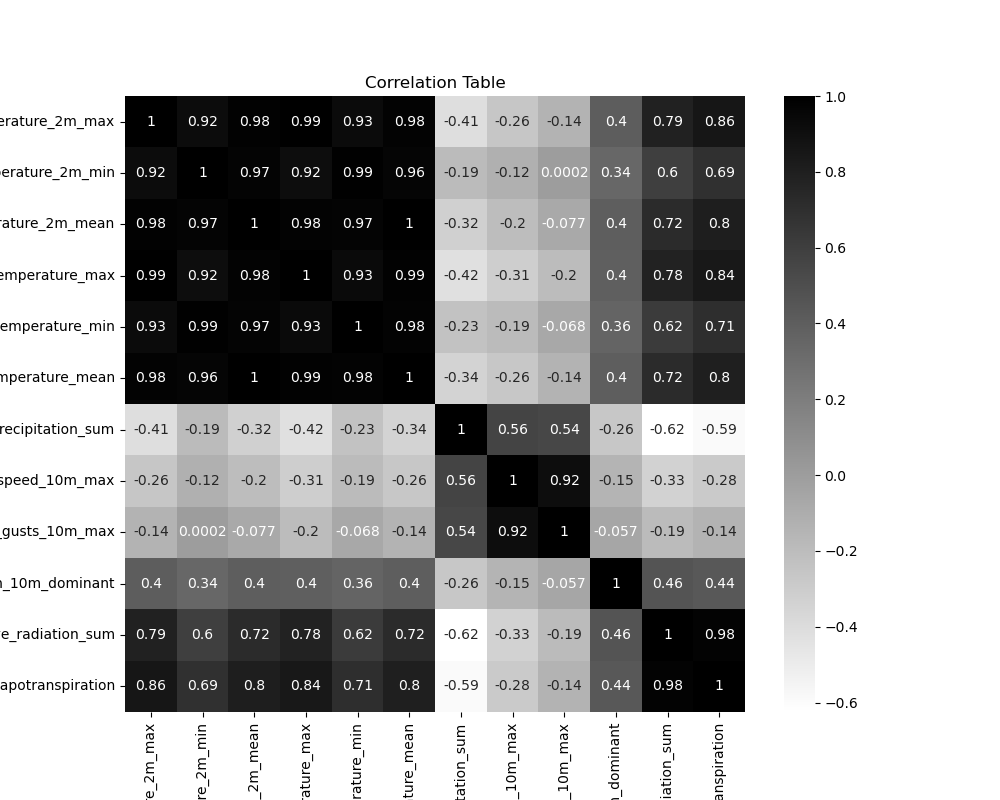 Correlation Table
erature_2m_max 1 0.92 0.98 0.99 0.93 0.98 -0.41 -0.26 -0.14 0.4 0.79 0.86
perature_2m_min 0.92 1 0.97 0.92 0.99 0.96 -0.19 -0.12 0.0002 0.34 0.6 0.69
rature_2m_mean 0.98 0.97 1 0.98 0.97 1 -0.32 -0.2 -0.077 0.4 0.72 0.8
emperature_max 0.99 0.92 0.98 1 0.93 0.99 -0.42 -0.31 -0.2 0.4 0.78 0.84
emperature_min 0.93 0.99 0.97 0.93 1 0.98 -0.23 -0.19 -0.068 0.36 0.62 0.71
mperature_mean 0.98 0.96 1 0.99 0.98 1 -0.34 -0.26 -0.14 0.4 0.72 0.8
recipitation_sum -0.41 -0.19 -0.32 -0.42 -0.23 -0.34 1 0.56 0.54 -0.26 -0.62 -0.59
speed_10m_max -0.26 -0.12 -0.2 -0.31 -0.19 -0.26 0.56 1 0.92 -0.15 -0.33 -0.28
_gusts_10m_max -0.14 0.0002 -0.077 -0.2 -0.068 -0.14 0.54 0.92 1 -0.057 -0.19 -0.14
n_10m_dominant 0.4 0.34 0.4 0.4 0.36 0.4 -0.26 -0.15 -0.057 1 0.46 0.44
e_radiation_sum 0.79 0.6 0.72 0.78 0.62 0.72 -0.62 -0.33 -0.19 0.46 1 0.98
apotranspiration 0.86 0.69 0.8 0.84 0.71 0.8 -0.59 -0.28 -0.14 0.44 0.98 1
re_2m_max
re_2m_min
_2m_mean
rature_max
rature_min
ature_mean
tation_sum
_10m_max
_10m_max
n_dominant
iation_sum
anspiration
1.0
0.8
0.6
0.4
0.2
0.0
−0.2
−0.4
−0.6